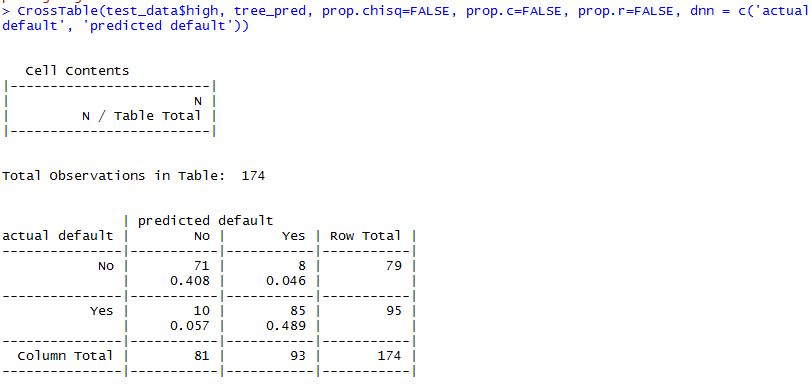 > CrossTable(test_data$high, tree_pred, prop.chisq=FALSE, prop.c=FALSE, prop.r=FALSE, dnn = c('actual
default', 'predicted default'))
   Cell Contents
|-------------------------|
|                       N |
|         N / Table Total |
|-------------------------|
Total Observations in Table:  174
               | predicted default
actual default |        No |       Yes | Row Total |
---------------|-----------|-----------|-----------|
            No |        71 |         8 |        79 |
               |     0.408 |     0.046 |           |
---------------|-----------|-----------|-----------|
           Yes |        10 |        85 |        95 |
               |     0.057 |     0.489 |           |
---------------|-----------|-----------|-----------|
  Column Total |        81 |        93 |       174 |
---------------|-----------|-----------|-----------|